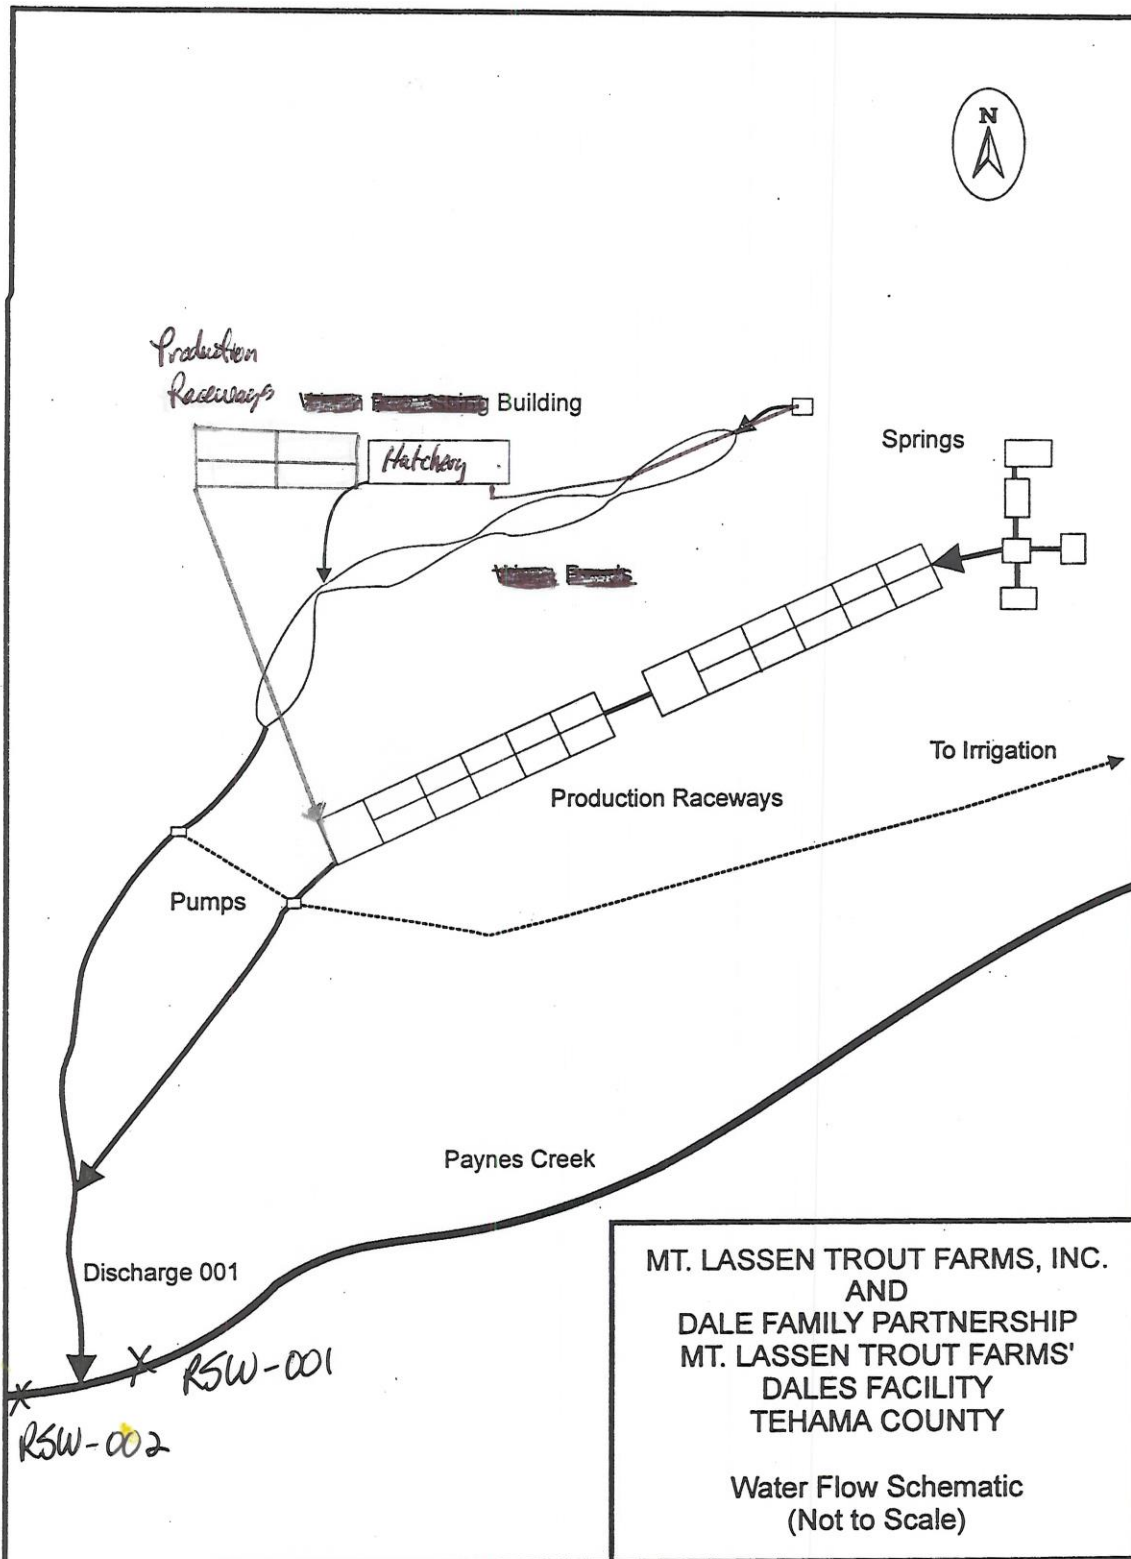 N
Production
Raceways
Building
Hatchery
Springs
To Irrigation
Production Raceways
Pumps
Paynes Creek
Discharge 001
RSW-001
RSW-002
MT. LASSEN TROUT FARMS, INC.
AND
DALE FAMILY PARTNERSHIP
MT. LASSEN TROUT FARMS'
DALES FACILITY
TEHAMA COUNTY
Water Flow Schematic
(Not to Scale)